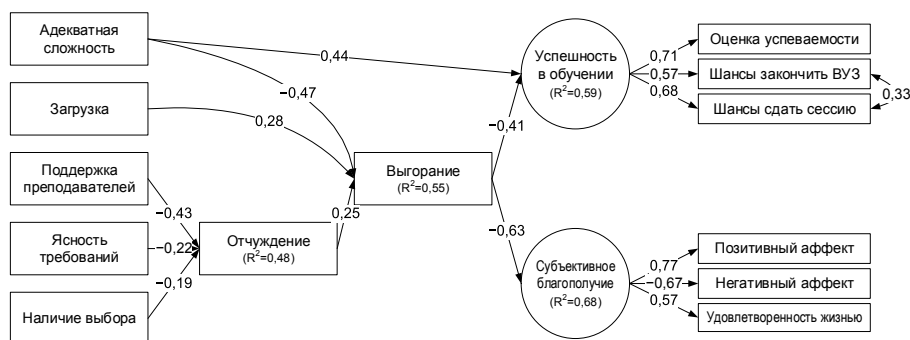 Адекватная
сложность
Загрузка
Поддержка
преподавателей
Ясность
требований
Наличие выбора
0,44
−0,47
0,28
−0,43
−0,22
−0,19
Отчуждение
(R²=0,48)
0,25
Выгорание
(R²=0,55)
−0,41
−0,63
Успешность
в обучении
(R²=0,59)
0,71
0,57
0,68
Оценка успеваемости
Шансы закончить ВУЗ
Шансы сдать сессию
0,33
Субъективное
благополучие
(R²=0,68)
0,77
−0,67
0,57
Позитивный аффект
Негативный аффект
Удовлетворенность жизнью